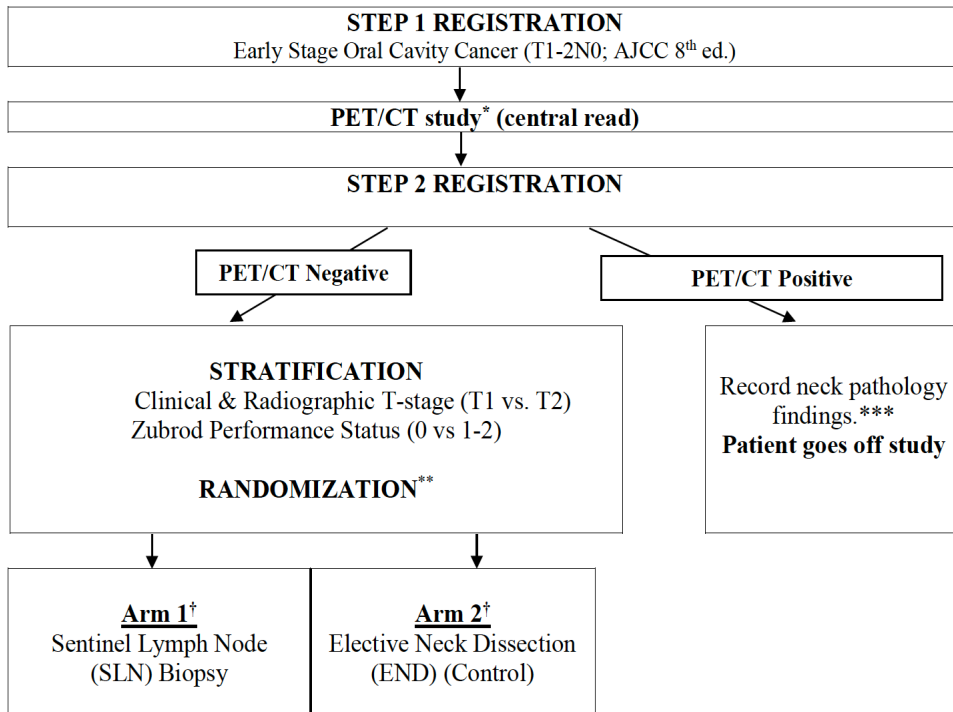 STEP 1 REGISTRATION
Early Stage Oral Cavity Cancer (T1-2N0; AJCC 8th ed.)
PET/CT study* (central read)
STEP 2 REGISTRATION
PET/CT Negative
PET/CT Positive
STRATIFICATION
Clinical & Radiographic T-stage (T1 vs. T2)
Zubrod Performance Status (0 vs 1-2)
RANDOMIZATION**
Record neck pathology
findings.***
Patient goes off study
Arm 1†
Sentinel Lymph Node
(SLN) Biopsy
Arm 2†
Elective Neck Dissection
(END) (Control)